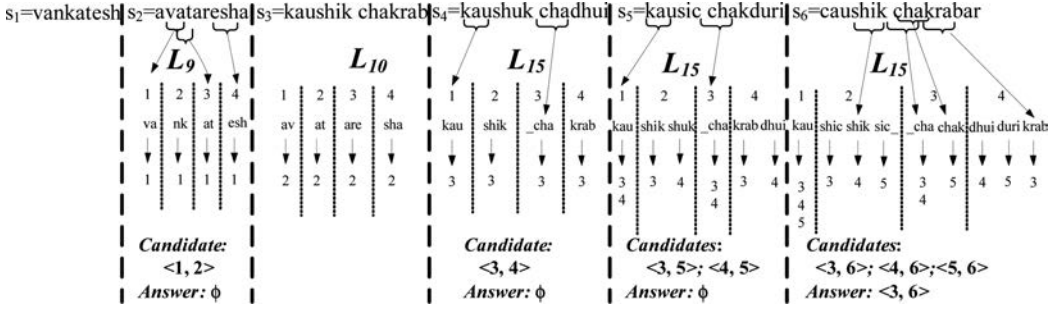 s1=vankatesh s2=avataresha s3=kaushik chakrab s4=kaushuk chadhui s5=kausic chakduri s6=caushik chakrabar
L9 L10 L15 L15 L15
1 2 3 4 1 2 3 4 1 2 3 4 1 2 3 4 1 2 3 4
va nk at esh av at are sha kau shik _cha krab kau shik shuk _cha krab dhui kau shic shik sic_ _cha chak dhui duri krab
1 1 1 1 2 2 2 2 3 3 3 3 3 3 4 3 3 4 3 3 4 5 3 5 4 5 3
4 4 4 4
5
Candidate: Candidate: Candidates: Candidates:
<1, 2> <3, 4> <3, 5>; <4, 5> <3, 6>; <4, 6>;<5, 6>
Answer: ϕ Answer: ϕ Answer: ϕ Answer: <3, 6>